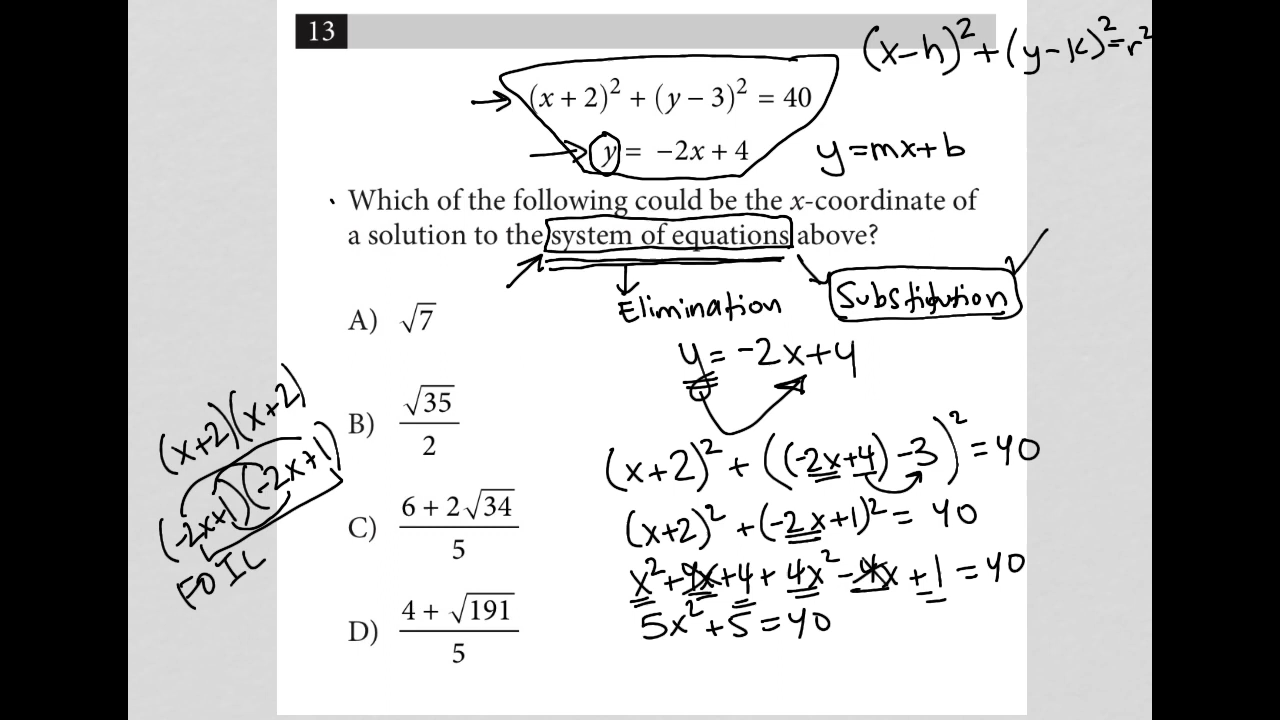 13
(x − h)² + (y − k)² = r²
(x + 2)² + (y − 3)² = 40
y = −2x + 4
y = mx + b
Which of the following could be the x-coordinate of
a solution to the system of equations above?
Elimination
Substitution
A) √7
y = −2x + 4
B) √35/2
(x + 2)² + ((−2x + 4) − 3)² = 40
(x + 2)(x + 2)
(−2x + 1)(−2x + 1)
FOIL
C) (6 + 2√34)/5
(x + 2)² + (−2x + 1)² = 40
x² + 4x + 4 + 4x² − 4x + 1 = 40
D) (4 + √191)/5
5x² + 5 = 40